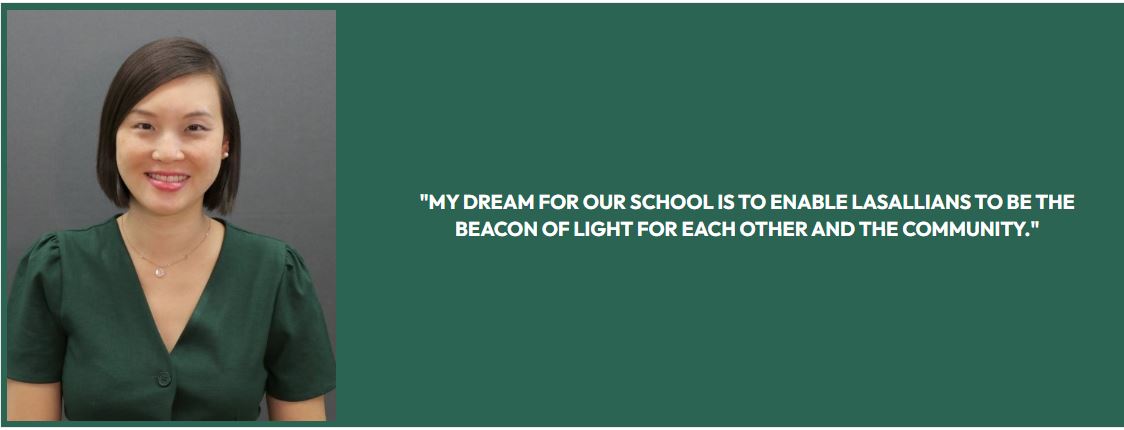 "MY DREAM FOR OUR SCHOOL IS TO ENABLE LASALLIANS TO BE THE
BEACON OF LIGHT FOR EACH OTHER AND THE COMMUNITY."